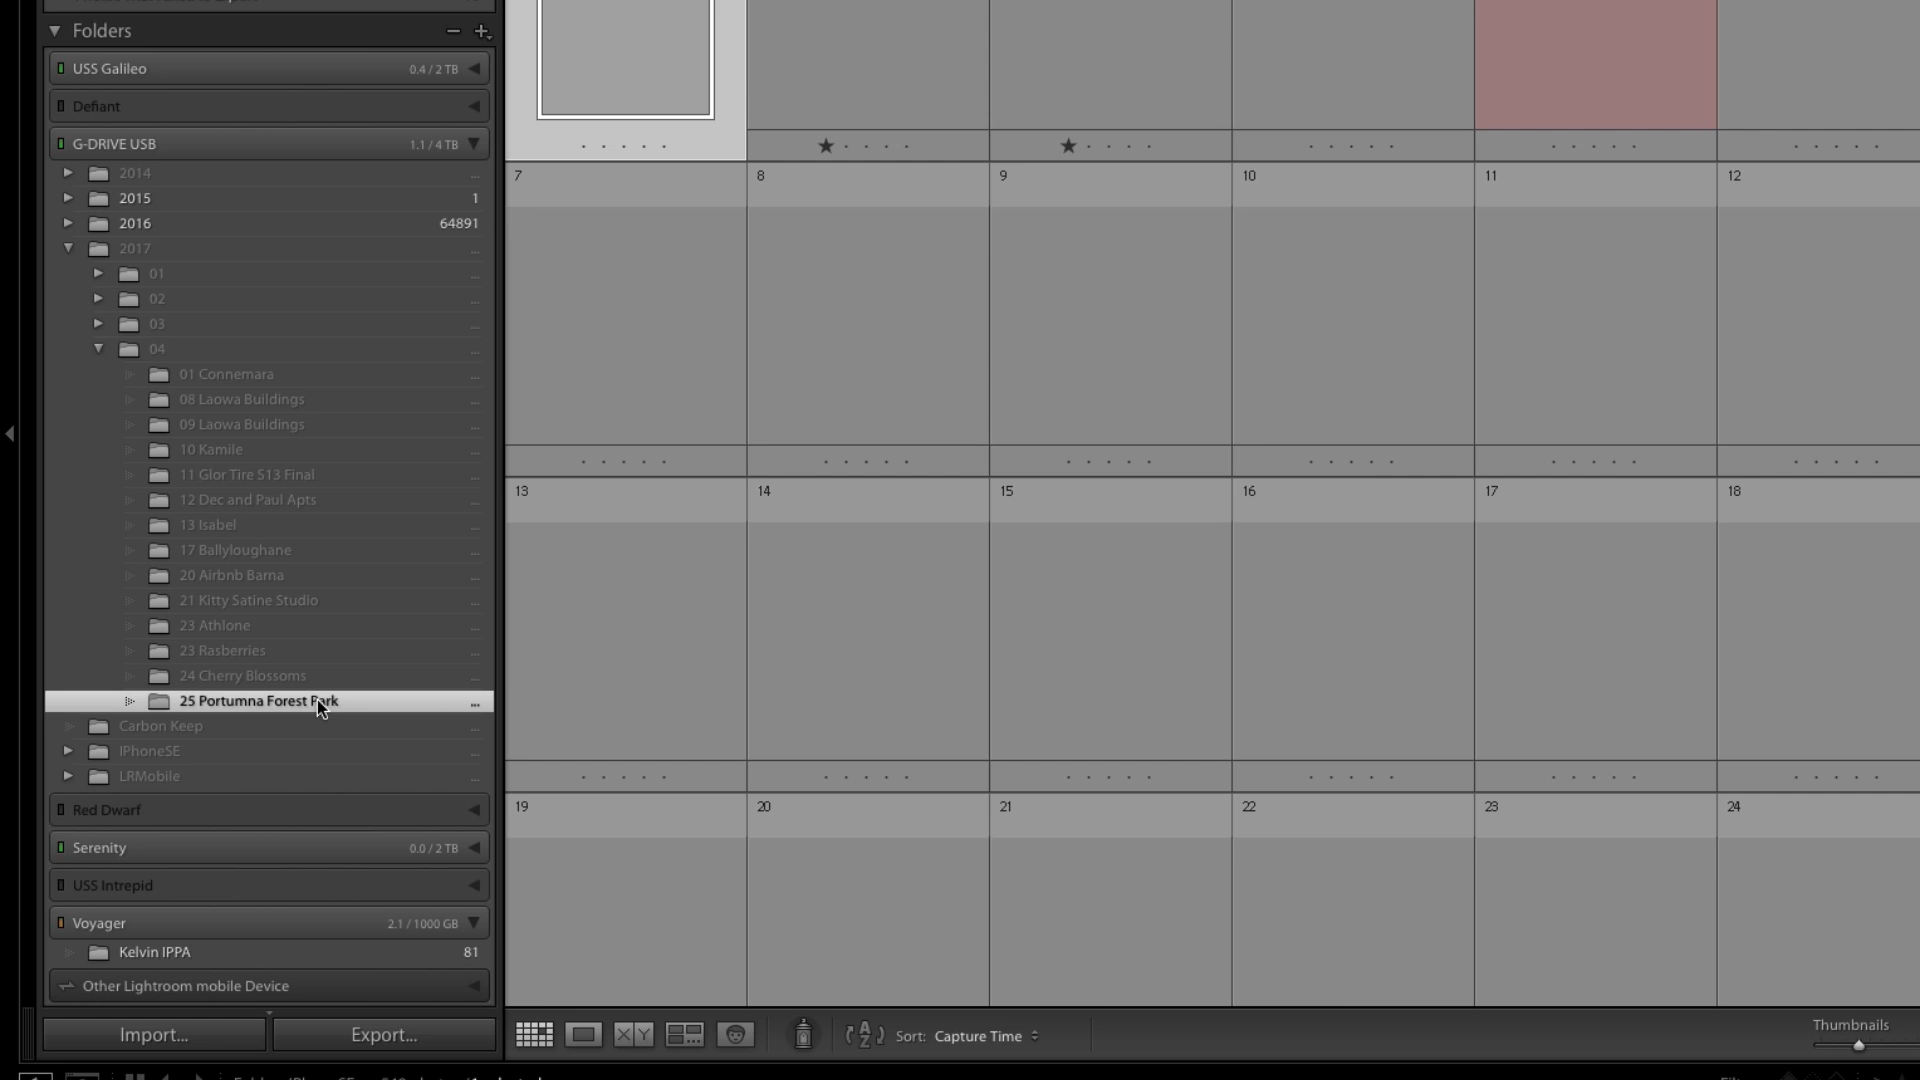 Folders
USS Galileo 0.4 / 2 TB
Defiant
G-DRIVE USB 1.1 / 4 TB
2014 ...
2015 1
2016 64891
2017 ...
01 ...
02 ...
03 ...
04 ...
01 Connemara ...
08 Laowa Buildings ...
09 Laowa Buildings ...
10 Kamile ...
11 Glor Tire S13 Final ...
12 Dec and Paul Apts ...
13 Isabel ...
17 Ballyloughane ...
20 Airbnb Barna ...
21 Kitty Satine Studio ...
23 Athlone ...
23 Rasberries ...
24 Cherry Blossoms ...
25 Portumna Forest Park ...
Carbon Keep ...
IPhoneSE ...
LRMobile ...
Red Dwarf
Serenity 0.0 / 2 TB
USS Intrepid
Voyager 2.1 / 1000 GB
Kelvin IPPA 81
Other Lightroom mobile Device
Import... Export...
7 8 9 10 11 12
13 14 15 16 17 18
19 20 21 22 23 24
XY AZ Sort: Capture Time Thumbnails